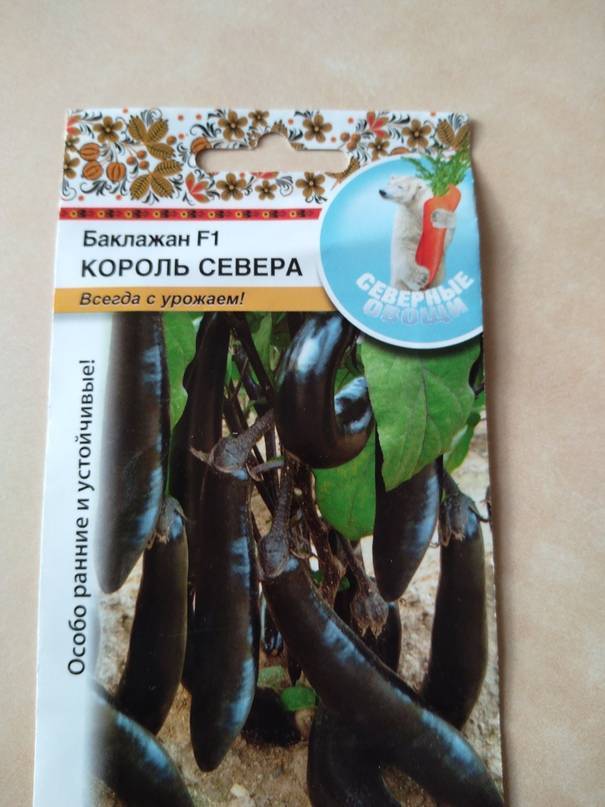 Баклажан F1
КОРОЛЬ СЕВЕРА
Всегда с урожаем!
СЕВЕРНЫЕ
ОВОЩИ
Особо ранние и устойчивые!